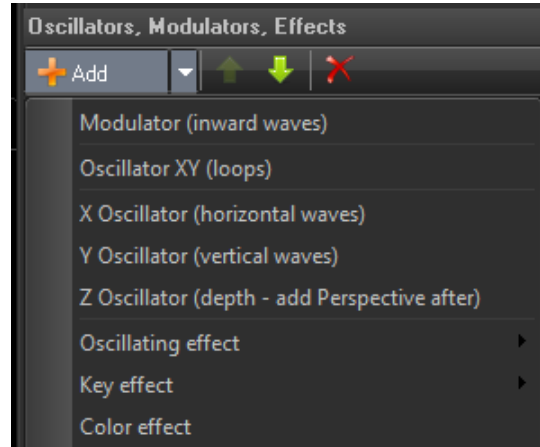 Oscillators, Modulators, Effects
Add
Modulator (inward waves)
Oscillator XY (loops)
X Oscillator (horizontal waves)
Y Oscillator (vertical waves)
Z Oscillator (depth - add Perspective after)
Oscillating effect
Key effect
Color effect